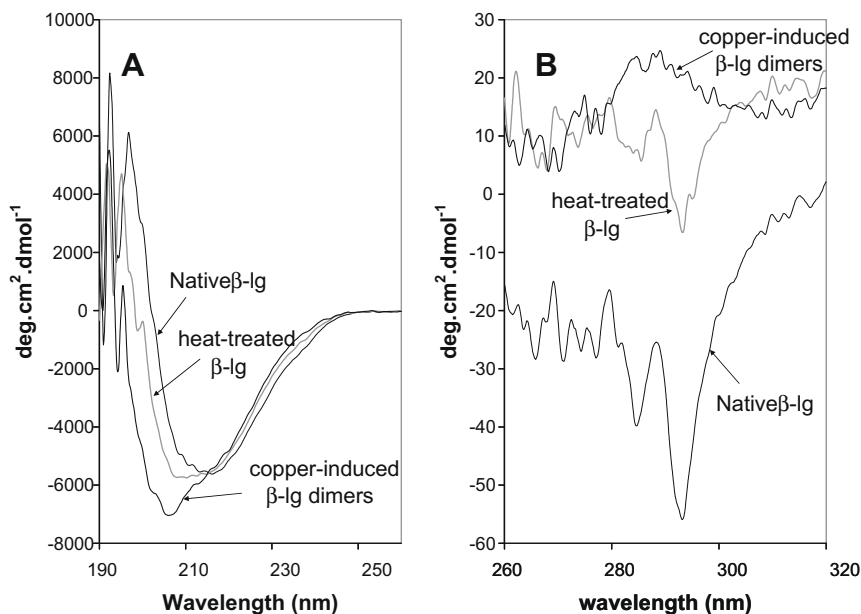 A
10000
8000
6000
4000
2000
0
-2000
-4000
-6000
-8000
deg.cm².dmol⁻¹
Nativeβ-lg
heat-treated
β-lg
copper-induced
β-lg dimers
190
210
230
250
Wavelength (nm)
B
30
20
10
0
-10
-20
-30
-40
-50
-60
deg.cm².dmol⁻¹
copper-induced
β-lg dimers
heat-treated
β-lg
Nativeβ-lg
260
280
300
320
wavelength (nm)